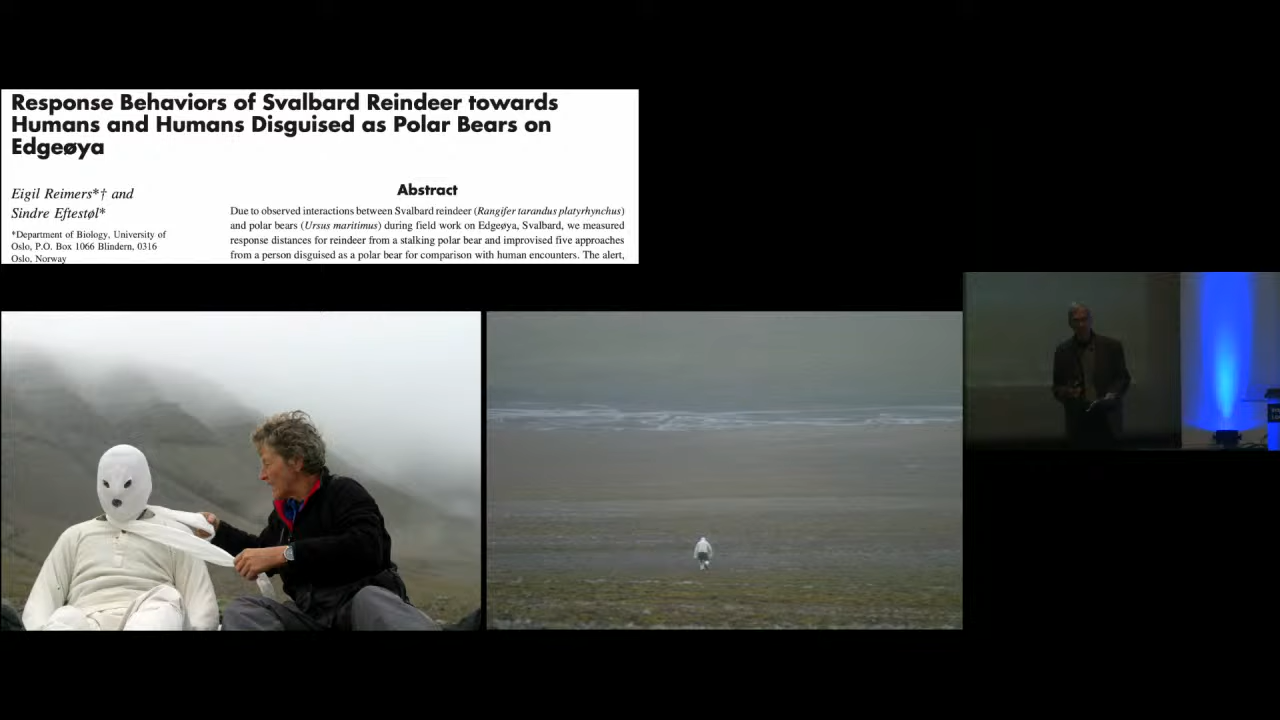 Response Behaviors of Svalbard Reindeer towards
Humans and Humans Disguised as Polar Bears on
Edgeøya
Eigil Reimers*† and
Sindre Eftestøl*
*Department of Biology, University of
Oslo, P.O. Box 1066 Blindern, 0316
Oslo, Norway
Abstract
Due to observed interactions between Svalbard reindeer (Rangifer tarandus platyrhynchus)
and polar bears (Ursus maritimus) during field work on Edgeøya, Svalbard, we measured
response distances for reindeer from a stalking polar bear and improvised five approaches
from a person disguised as a polar bear for comparison with human encounters. The alert,